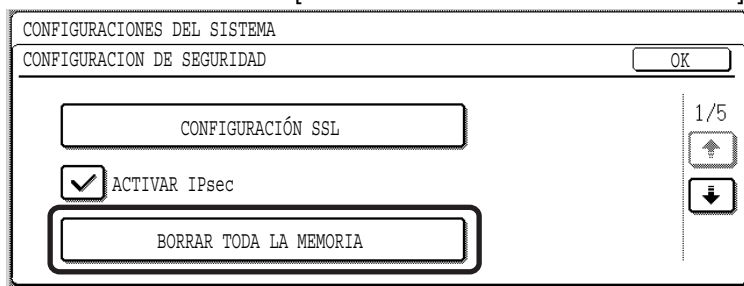 CONFIGURACIONES DEL SISTEMA
CONFIGURACION DE SEGURIDAD
OK
CONFIGURACIÓN SSL
1/5
ACTIVAR IPsec
BORRAR TODA LA MEMORIA